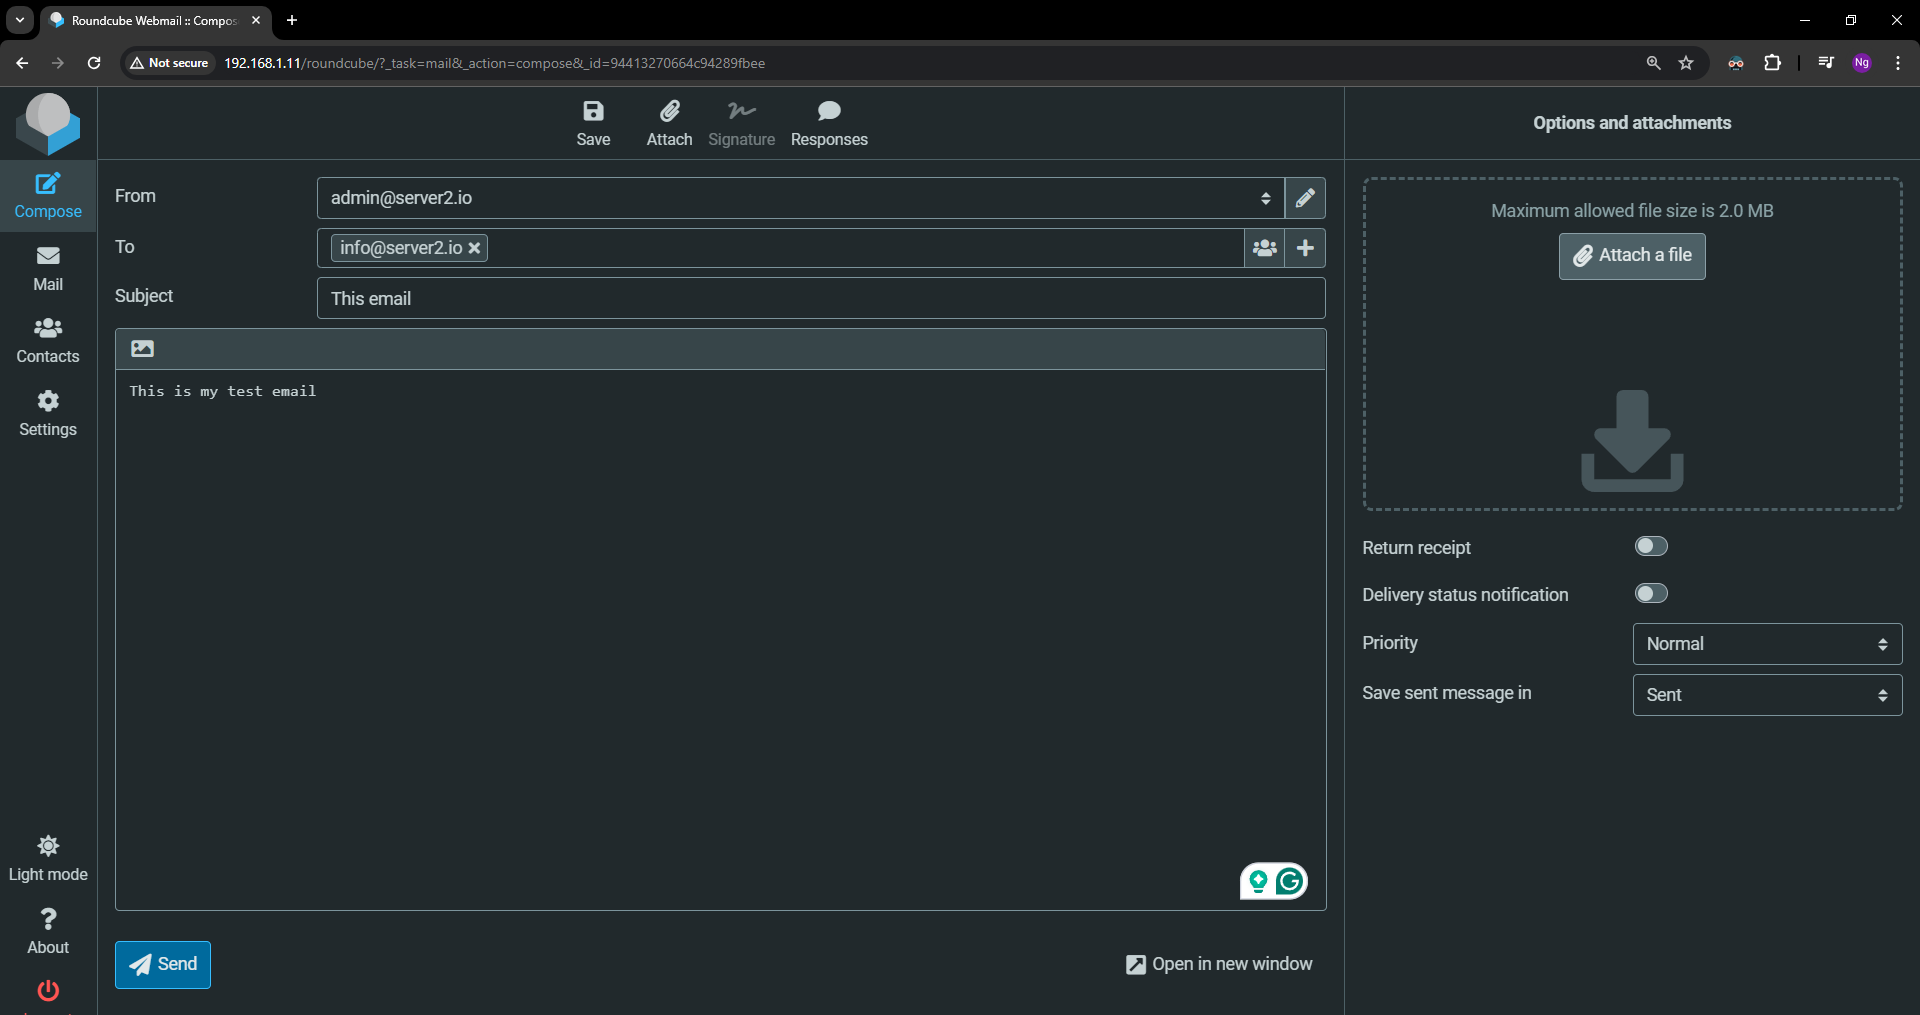 Roundcube Webmail :: Compos
Not secure
192.168.1.11/roundcube/?_task=mail&_action=compose&_id=94413270664c94289fbee
Ng
Save
Attach
Signature
Responses
Options and attachments
Compose
Mail
Contacts
Settings
Light mode
About
From
admin@server2.io
To
info@server2.io
Subject
This email
This is my test email
Send
Open in new window
Maximum allowed file size is 2.0 MB
Attach a file
Return receipt
Delivery status notification
Priority
Normal
Save sent message in
Sent